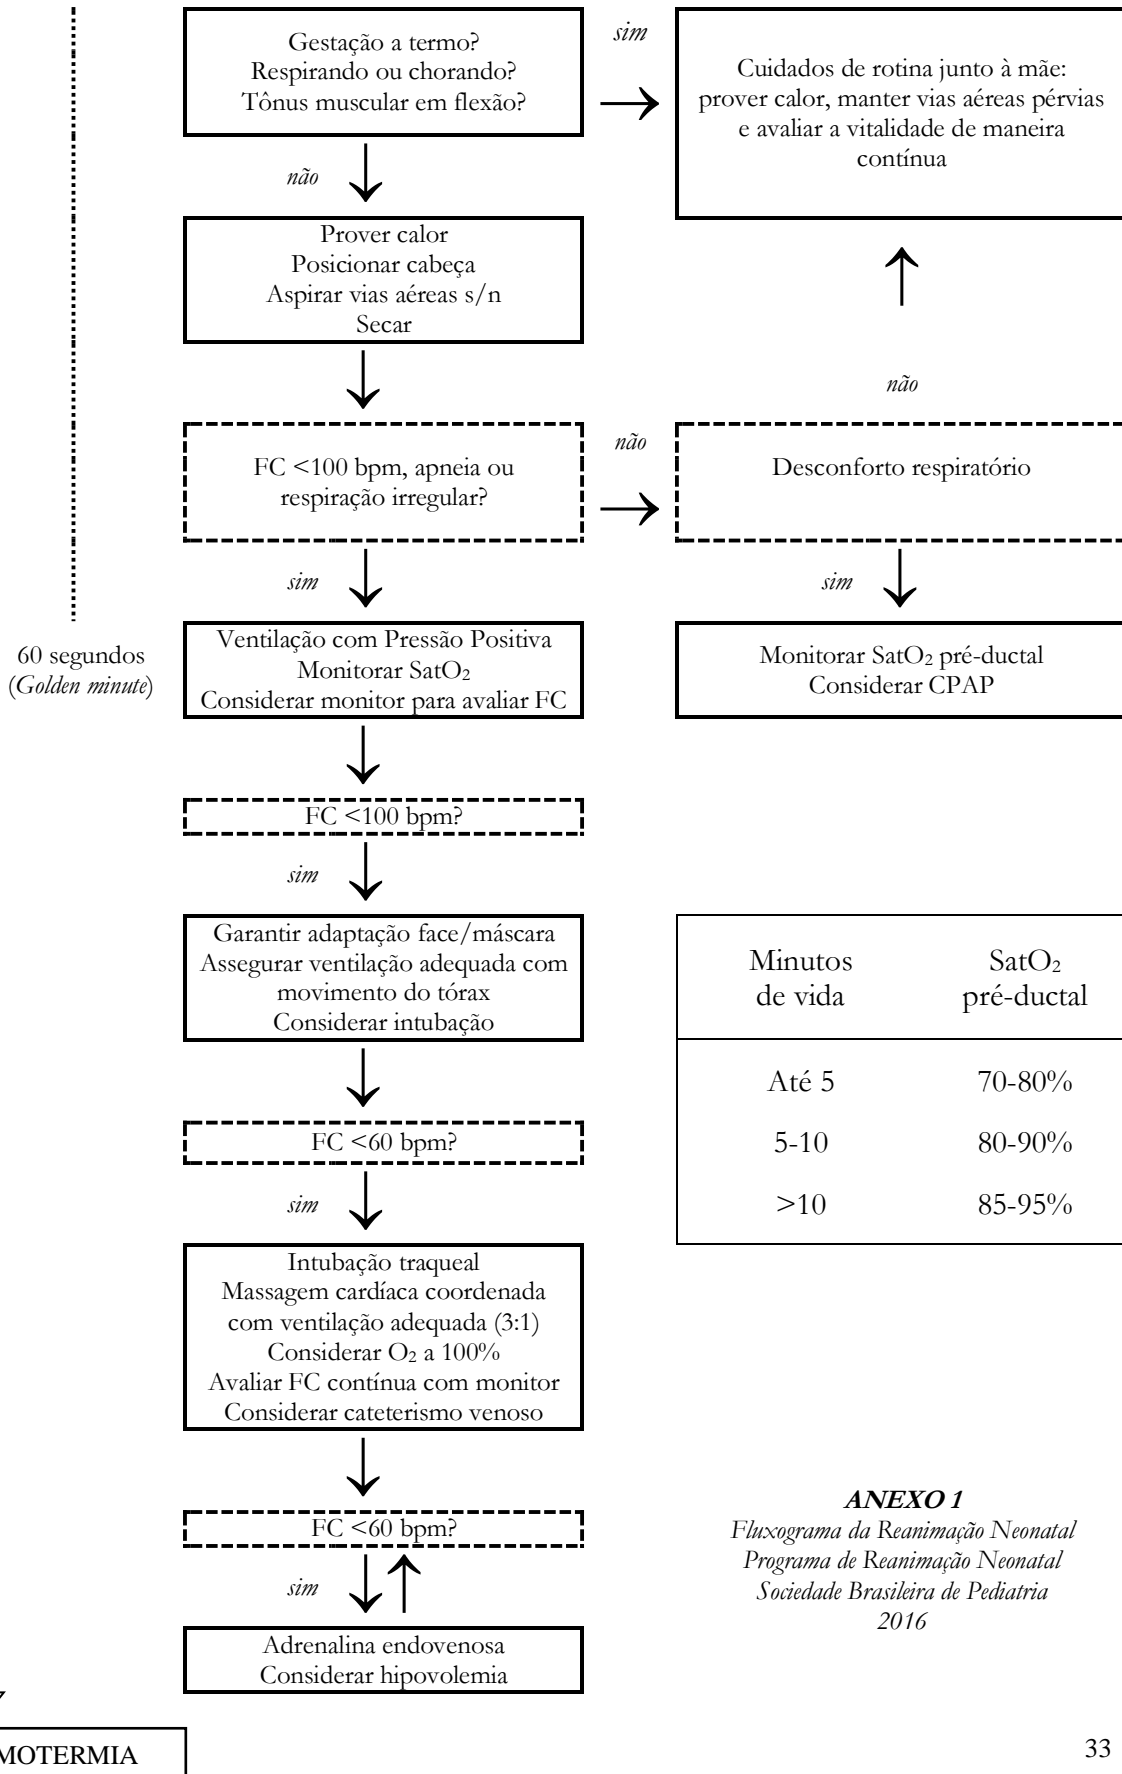 Gestação a termo?
Respirando ou chorando?
Tônus muscular em flexão?
sim
Cuidados de rotina junto à mãe:
prover calor, manter vias aéreas pérvias
e avaliar a vitalidade de maneira
contínua
não
Prover calor
Posicionar cabeça
Aspirar vias aéreas s/n
Secar
não
FC <100 bpm, apneia ou
respiração irregular?
não
Desconforto respiratório
sim
sim
60 segundos
(Golden minute)
Ventilação com Pressão Positiva
Monitorar SatO₂
Considerar monitor para avaliar FC
Monitorar SatO₂ pré-ductal
Considerar CPAP
FC <100 bpm?
sim
Garantir adaptação face/máscara
Assegurar ventilação adequada com
movimento do tórax
Considerar intubação
FC <60 bpm?
sim
Intubação traqueal
Massagem cardíaca coordenada
com ventilação adequada (3:1)
Considerar O₂ a 100%
Avaliar FC contínua com monitor
Considerar cateterismo venoso
FC <60 bpm?
sim
Adrenalina endovenosa
Considerar hipovolemia
Minutos de vida SatO₂ pré-ductal
Até 5 70-80%
5-10 80-90%
>10 85-95%
ANEXO 1
Fluxograma da Reanimação Neonatal
Programa de Reanimação Neonatal
Sociedade Brasileira de Pediatria
2016
MOTERMIA
33